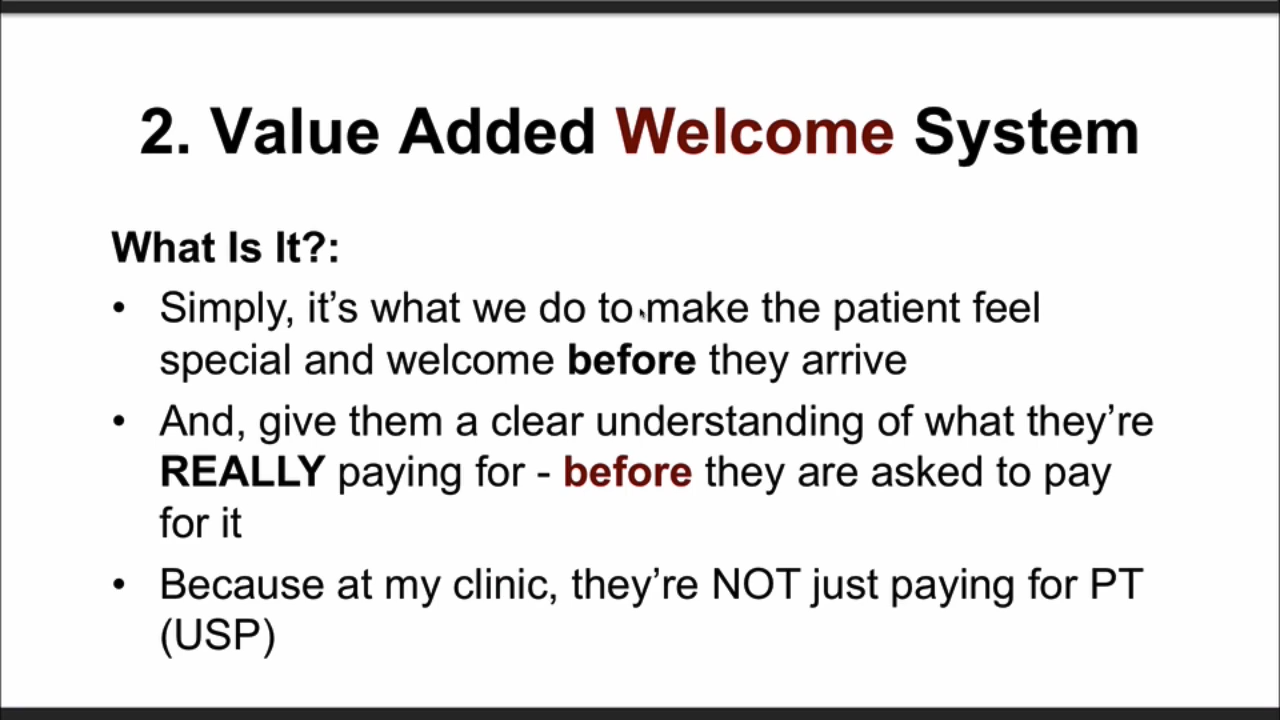 2. Value Added Welcome System
What Is It?:
• Simply, it’s what we do to make the patient feel
special and welcome before they arrive
• And, give them a clear understanding of what they’re
REALLY paying for - before they are asked to pay
for it
• Because at my clinic, they’re NOT just paying for PT
(USP)